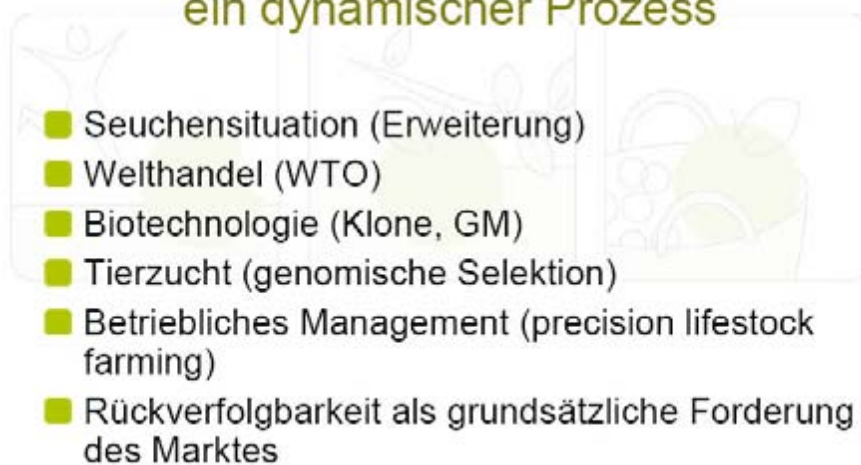 ein dynamischer Prozess
Seuchensituation (Erweiterung)
Welthandel (WTO)
Biotechnologie (Klone, GM)
Tierzucht (genomische Selektion)
Betriebliches Management (precision lifestock
farming)
Rückverfolgbarkeit als grundsätzliche Forderung
des Marktes